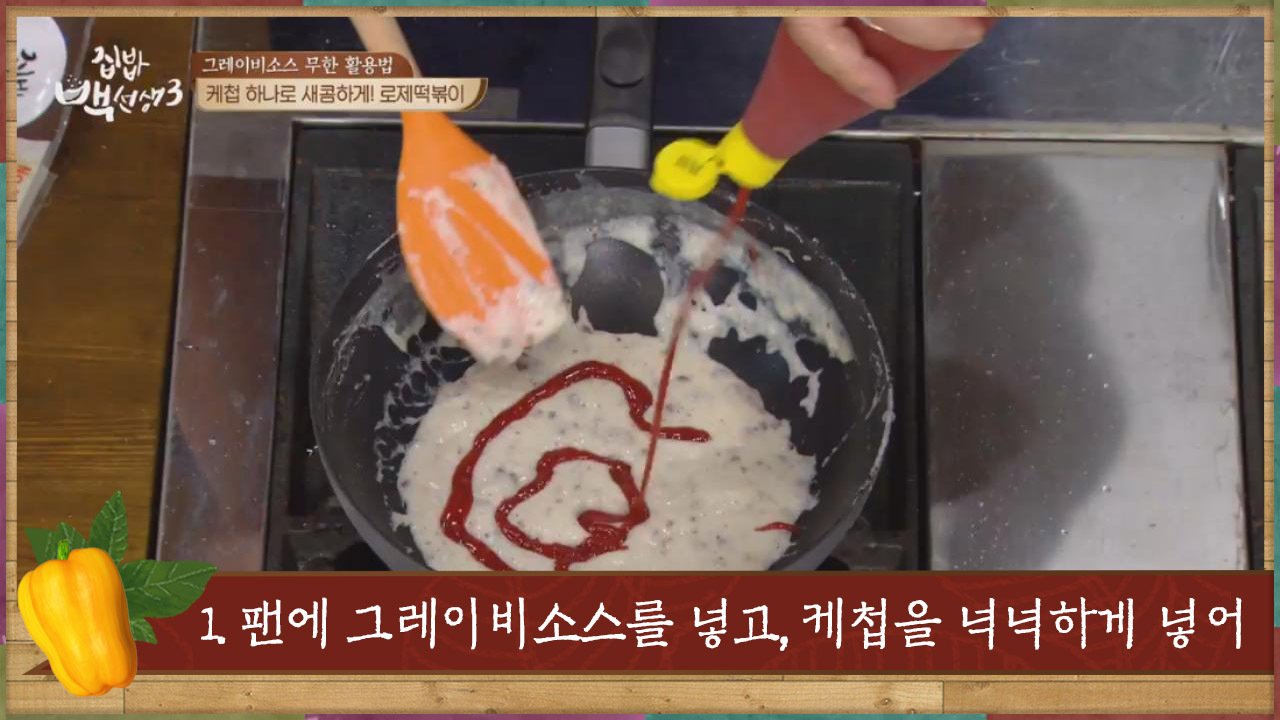 집밥
백선생3
그레이비소스 무한 활용법
케첩 하나로 새콤하게! 로제떡볶이
1. 팬에 그레이비소스를 넣고, 케첩을 넉넉하게 넣어